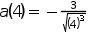 a(4) = − 3/√(4)³